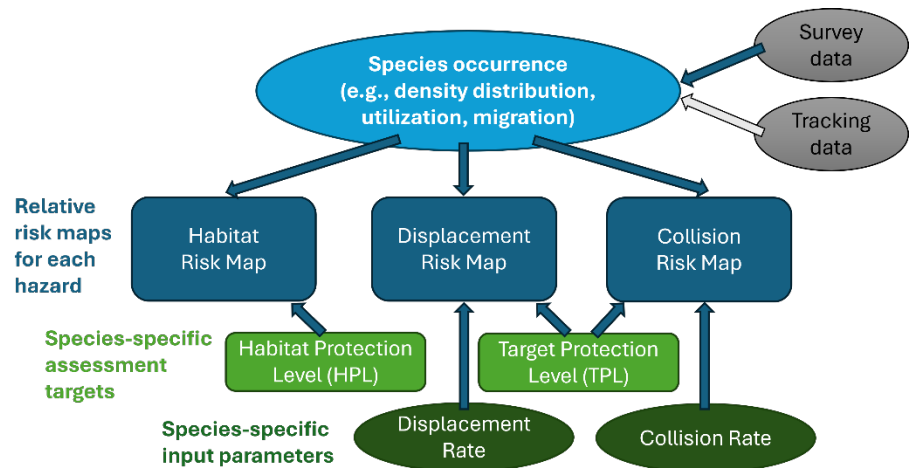 Species occurrence
(e.g., density distribution,
utilization, migration)
Survey
data
Tracking
data
Relative
risk maps
for each
hazard
Habitat
Risk Map
Displacement
Risk Map
Collision
Risk Map
Species-specific
assessment
targets
Habitat Protection
Level (HPL)
Target Protection
Level (TPL)
Species-specific
input parameters
Displacement
Rate
Collision Rate